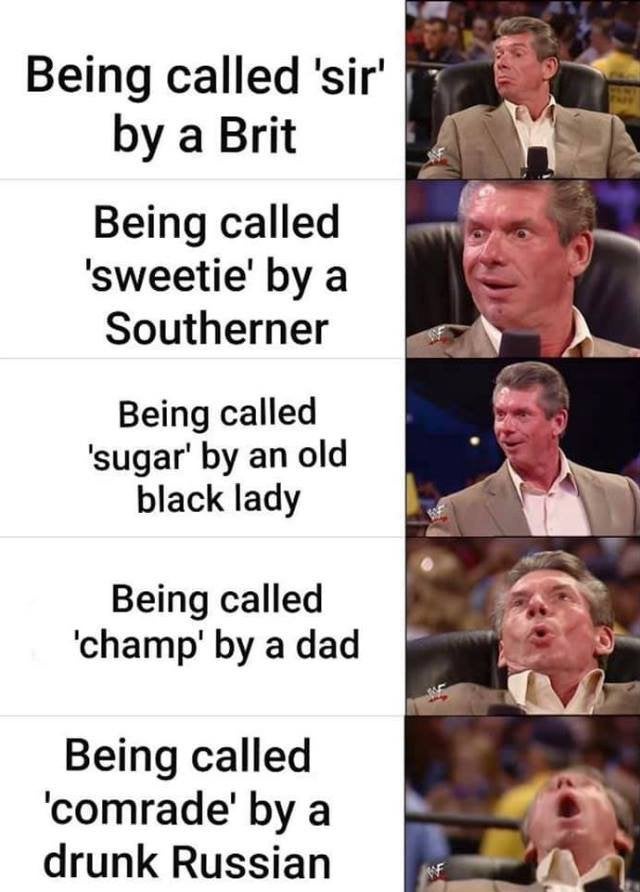 Being called 'sir'
by a Brit
Being called
'sweetie' by a
Southerner
Being called
'sugar' by an old
black lady
Being called
'champ' by a dad
Being called
'comrade' by a
drunk Russian